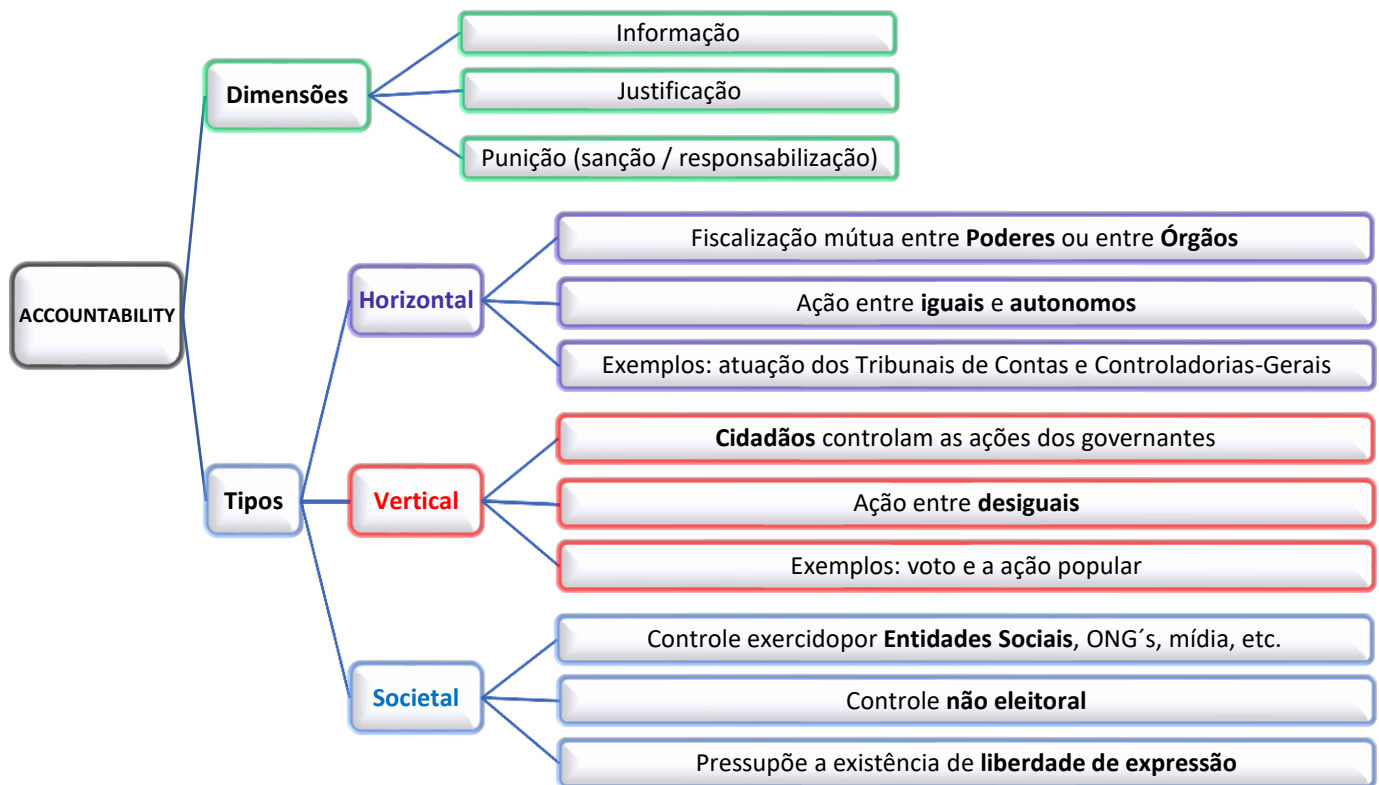 ACCOUNTABILITY
Dimensões
Informação
Justificação
Punição (sanção / responsabilização)
Tipos
Horizontal
Fiscalização mútua entre Poderes ou entre Órgãos
Ação entre iguais e autonomos
Exemplos: atuação dos Tribunais de Contas e Controladorias-Gerais
Vertical
Cidadãos controlam as ações dos governantes
Ação entre desiguais
Exemplos: voto e a ação popular
Societal
Controle exercidopor Entidades Sociais, ONG´s, mídia, etc.
Controle não eleitoral
Pressupõe a existência de liberdade de expressão